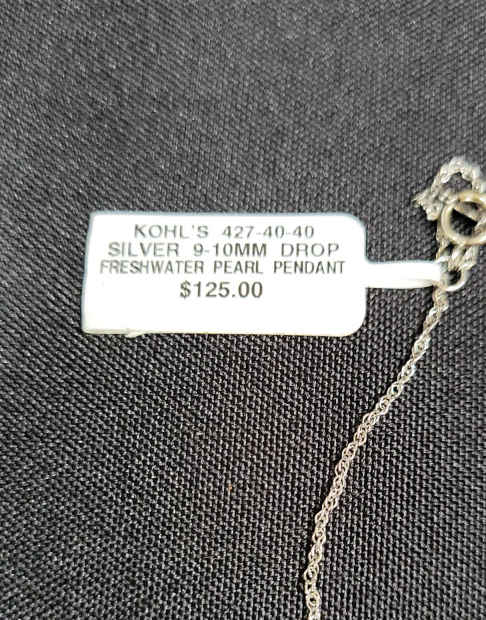 KOHL'S 427-40-40
SILVER 9-10MM DROP
FRESHWATER PEARL PENDANT
$125.00